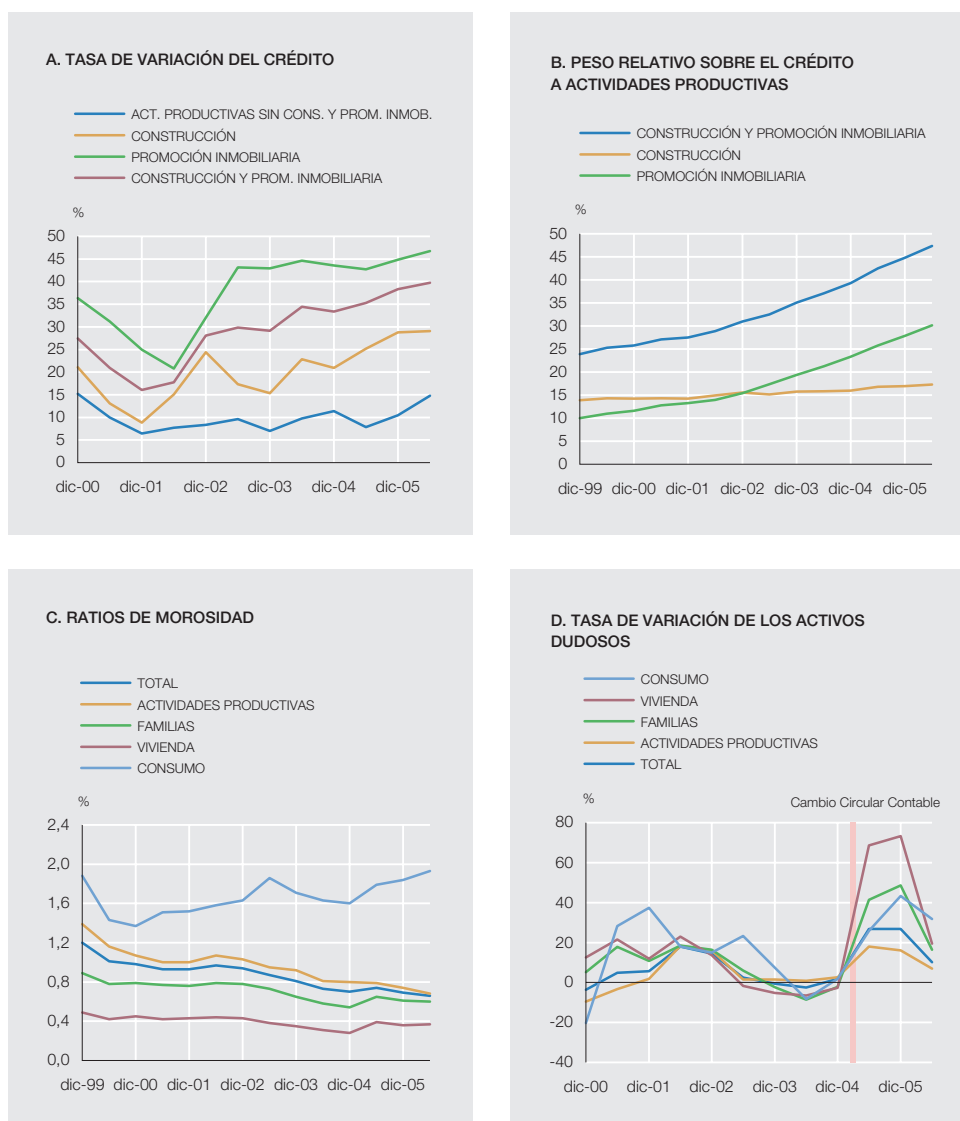 A. TASA DE VARIACIÓN DEL CRÉDITO
ACT. PRODUCTIVAS SIN CONS. Y PROM. INMOB.
CONSTRUCCIÓN
PROMOCIÓN INMOBILIARIA
CONSTRUCCIÓN Y PROM. INMOBILIARIA
%
50
45
40
35
30
25
20
15
10
5
0
dic-00 dic-01 dic-02 dic-03 dic-04 dic-05
B. PESO RELATIVO SOBRE EL CRÉDITO
A ACTIVIDADES PRODUCTIVAS
CONSTRUCCIÓN Y PROMOCIÓN INMOBILIARIA
CONSTRUCCIÓN
PROMOCIÓN INMOBILIARIA
%
50
45
40
35
30
25
20
15
10
5
0
dic-99 dic-00 dic-01 dic-02 dic-03 dic-04 dic-05
C. RATIOS DE MOROSIDAD
TOTAL
ACTIVIDADES PRODUCTIVAS
FAMILIAS
VIVIENDA
CONSUMO
%
2,4
2,0
1,6
1,2
0,8
0,4
0,0
dic-99 dic-00 dic-01 dic-02 dic-03 dic-04 dic-05
D. TASA DE VARIACIÓN DE LOS ACTIVOS
DUDOSOS
CONSUMO
VIVIENDA
FAMILIAS
ACTIVIDADES PRODUCTIVAS
TOTAL
%
Cambio Circular Contable
80
60
40
20
0
-20
-40
dic-00 dic-01 dic-02 dic-03 dic-04 dic-05